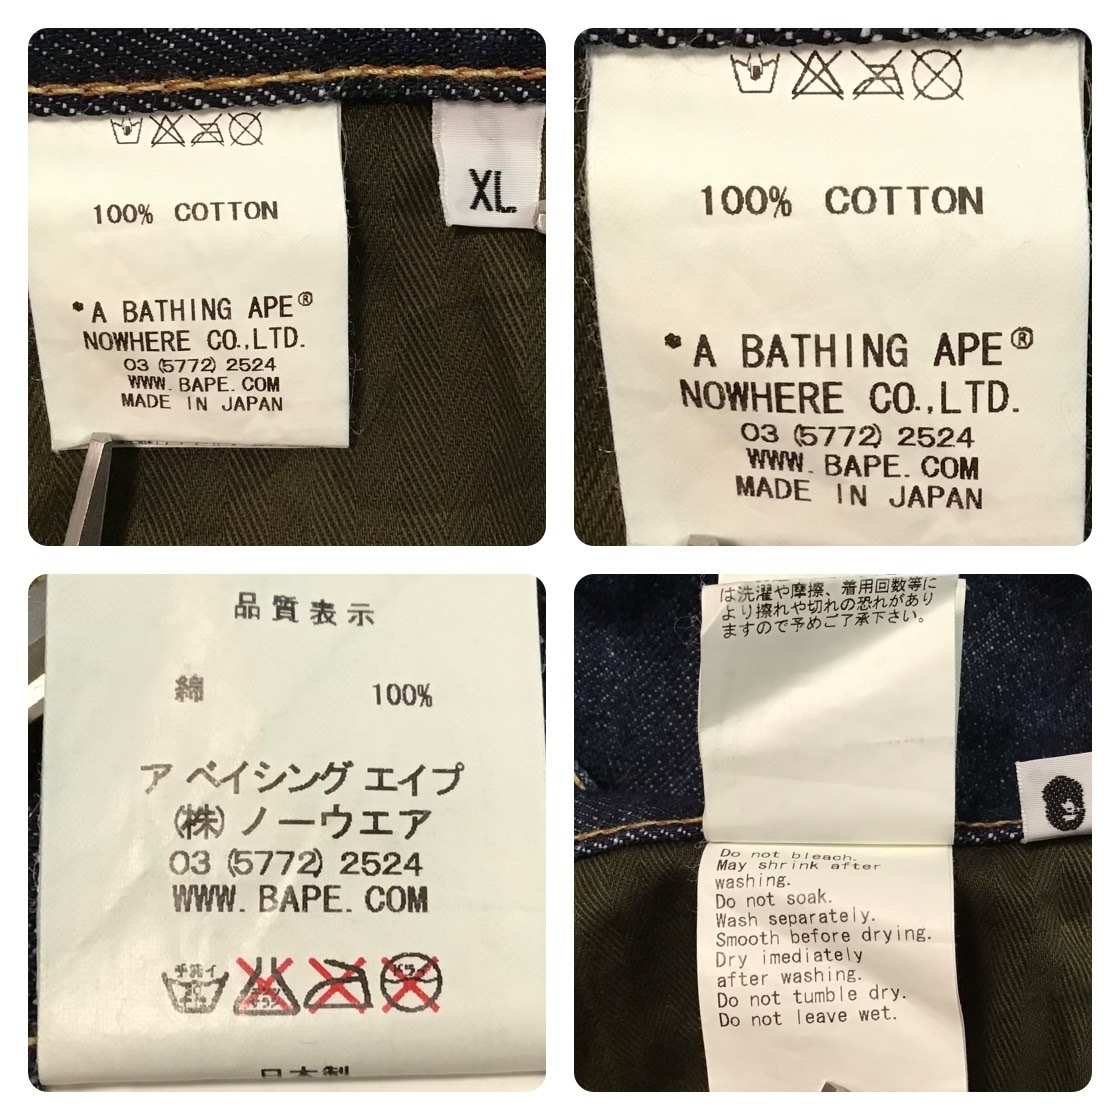 100% COTTON
XL
*A BATHING APE®
NOWHERE CO.,LTD.
03 (5772) 2524
WWW.BAPE.COM
MADE IN JAPAN
100% COTTON
*A BATHING APE®
NOWHERE CO.,LTD.
03 (5772) 2524
WWW.BAPE.COM
MADE IN JAPAN
品質表示
綿 100%
ア ベイシング エイプ
(株) ノーウエア
03 (5772) 2524
WWW.BAPE.COM
日本製
は洗濯や摩擦、着用回数等に
より擦れや切れの恐れがあり
ますので予めご了承下さい。
Do not bleach.
May shrink after
washing.
Do not soak.
Wash separately.
Smooth before drying.
Dry imediately
after washing.
Do not tumble dry.
Do not leave wet.